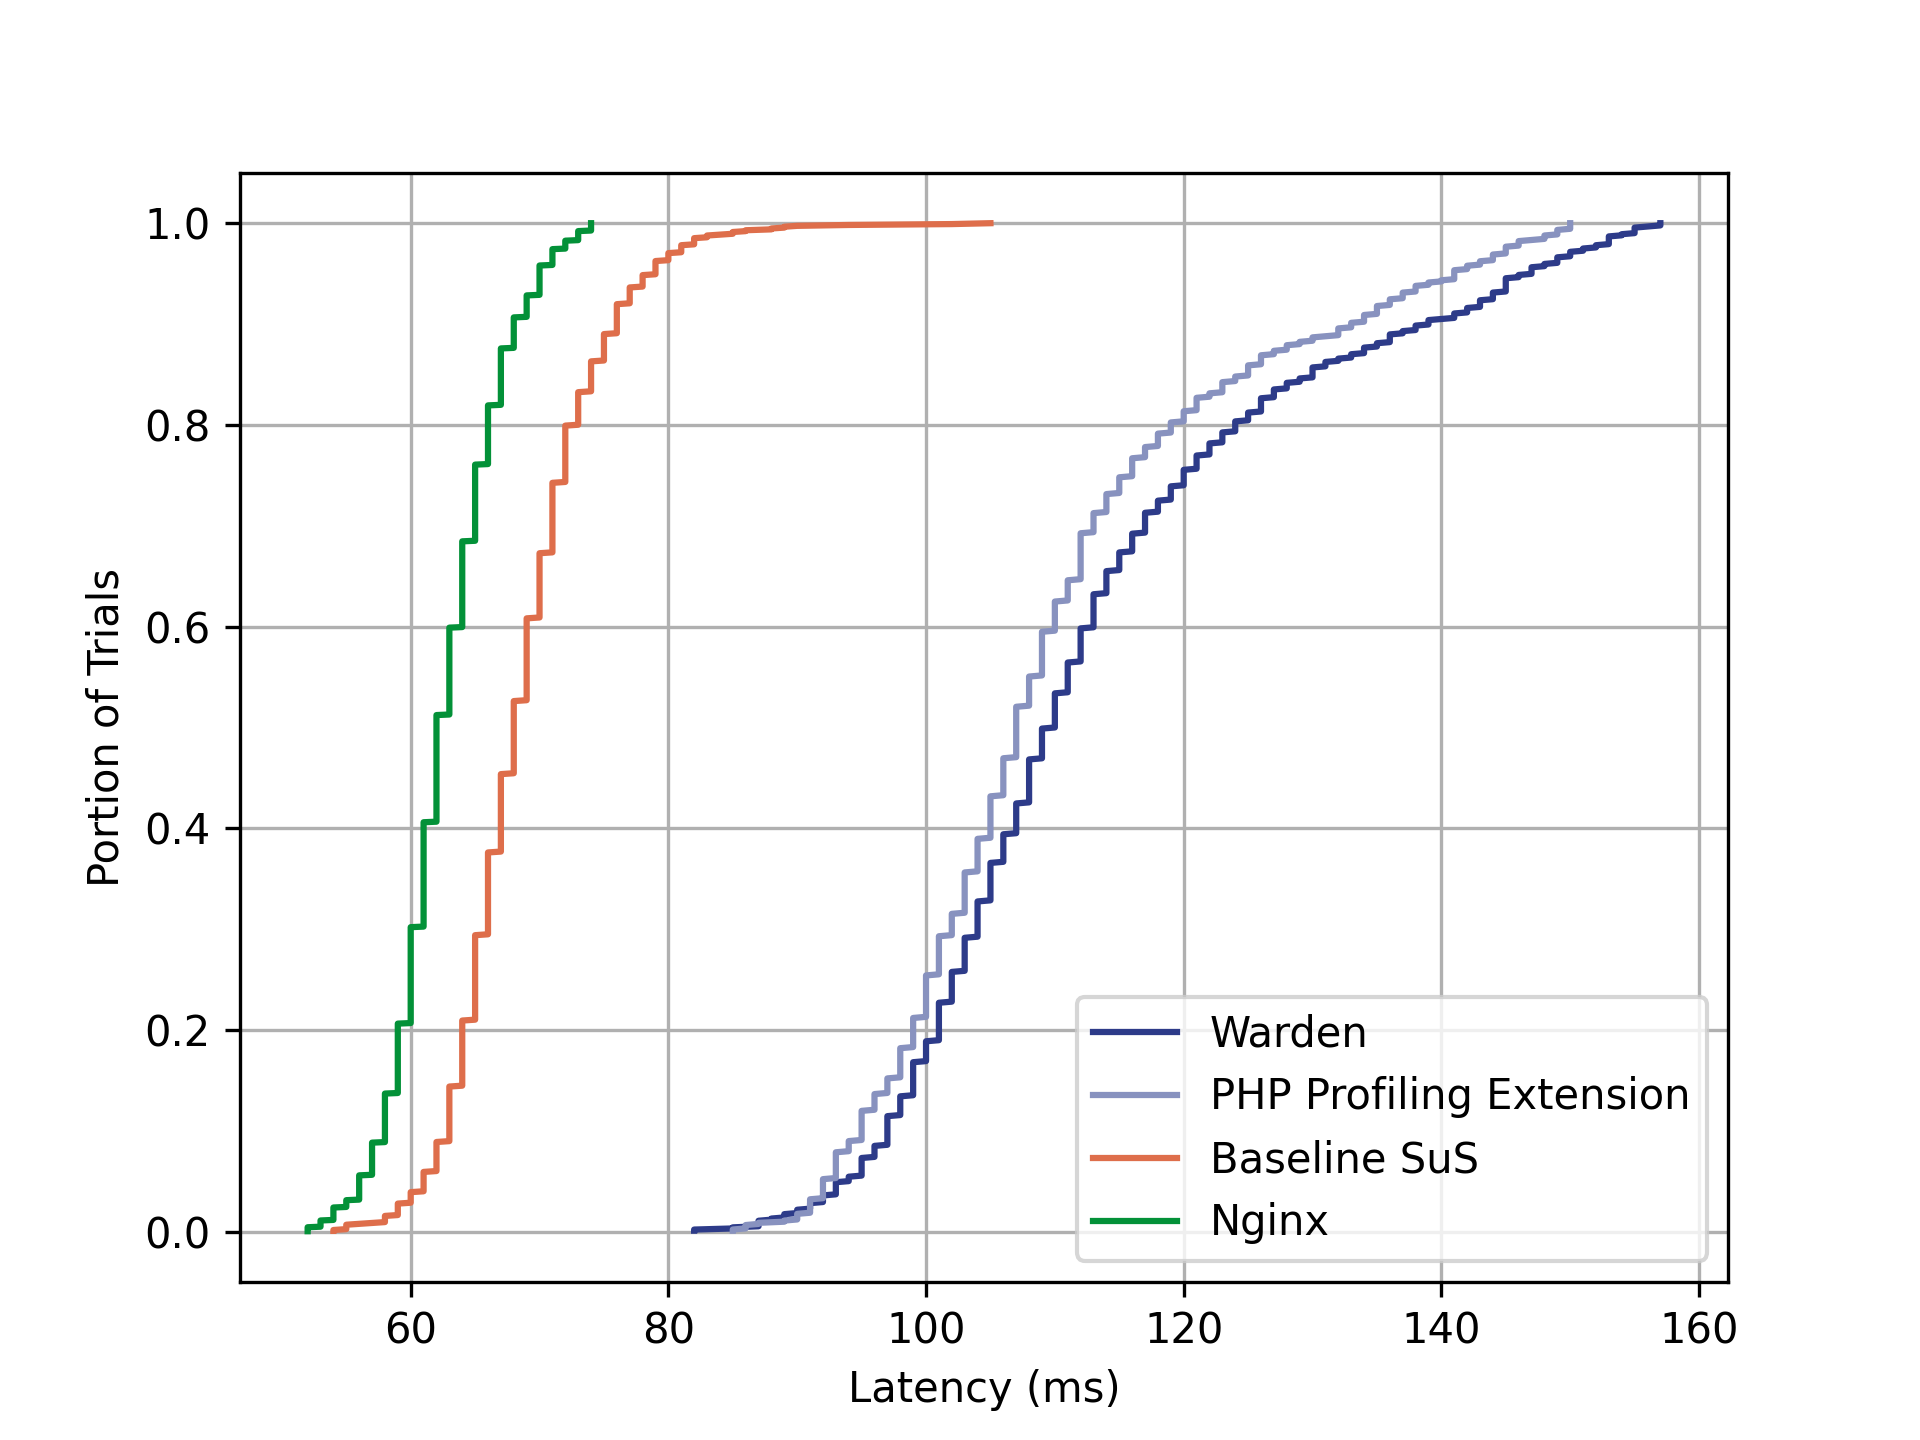 1.0
0.8
0.6
0.4
0.2
0.0
Portion of Trials
60 80 100 120 140 160
Latency (ms)
Warden
PHP Profiling Extension
Baseline SuS
Nginx